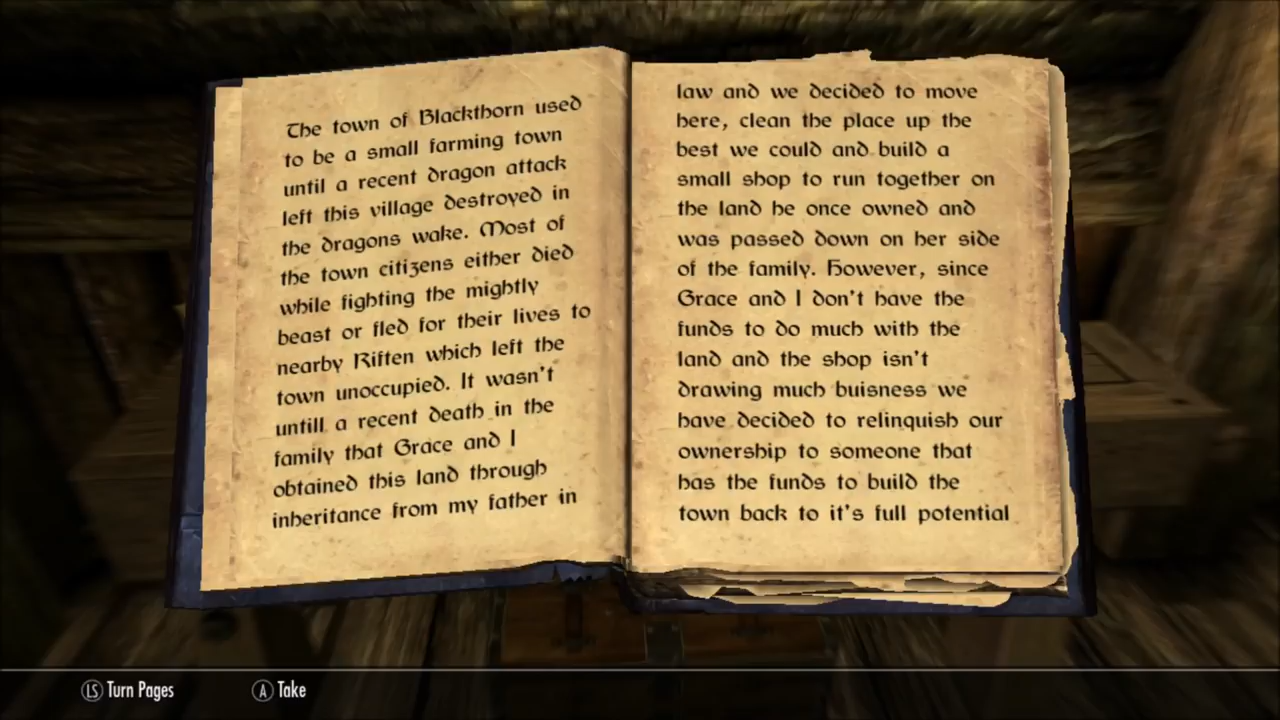 The town of Blackthorn used
to be a small farming town
until a recent dragon attack
left this village destroyed in
the dragons wake. Most of
the town citizens either died
while fighting the mightly
beast or fled for their lives to
nearby Riften which left the
town unoccupied. It wasn't
untill a recent death in the
family that Grace and I
obtained this land through
inheritance from my father in
law and we decided to move
here, clean the place up the
best we could and build a
small shop to run together on
the land he once owned and
was passed down on her side
of the family. However, since
Grace and I don't have the
funds to do much with the
land and the shop isn't
drawing much buisness we
have decided to relinquish our
ownership to someone that
has the funds to build the
town back to it's full potential
LS Turn Pages
A Take